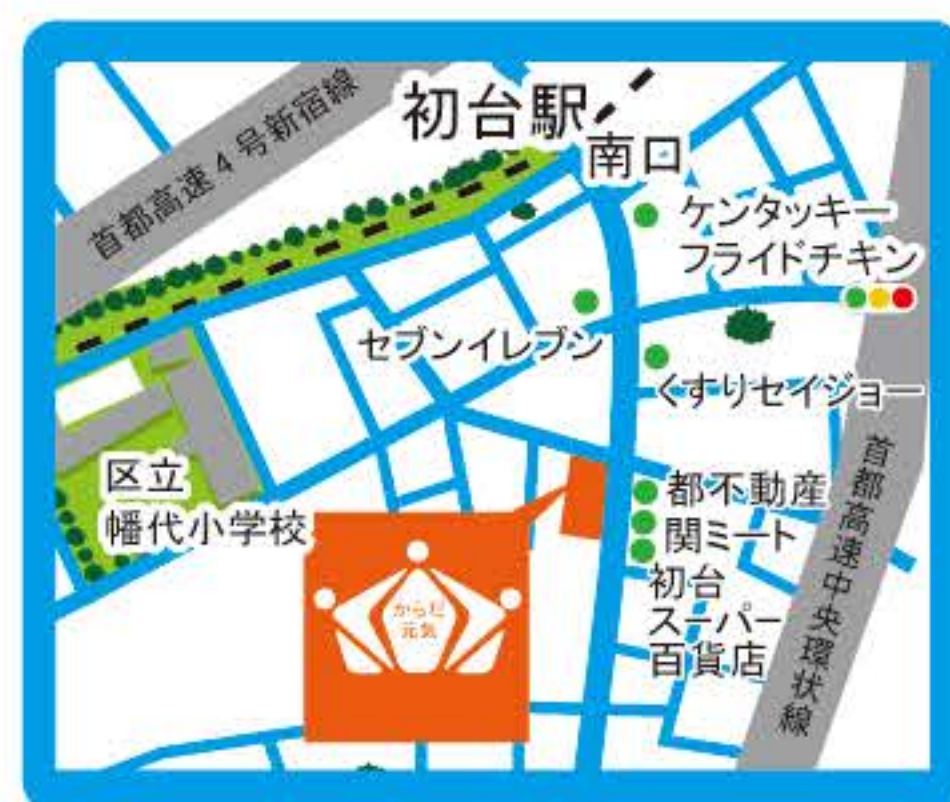 首都高速4号新宿線
初台駅
南口
ケンタッキー
フライドチキン
セブンイレブン
くすりセイジョー
区立
幡代小学校
都不動産
関ミート
初台
スーパー
百貨店
首都高速中央環状線
からだ
元気